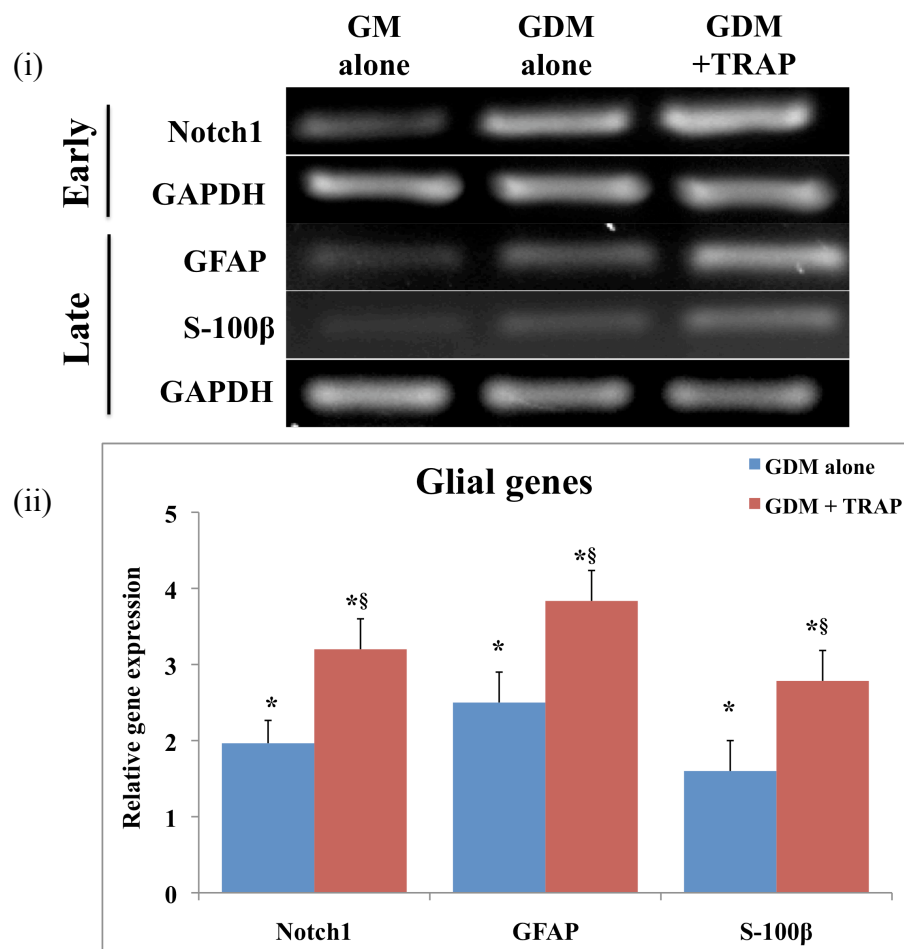 (i)
GM alone
GDM alone
GDM +TRAP
Early
Notch1
GAPDH
Late
GFAP
S-100β
GAPDH
(ii)
Glial genes
GDM alone
GDM + TRAP
Relative gene expression
5
4
3
2
1
0
*
*§
*
*§
*
*§
Notch1
GFAP
S-100β